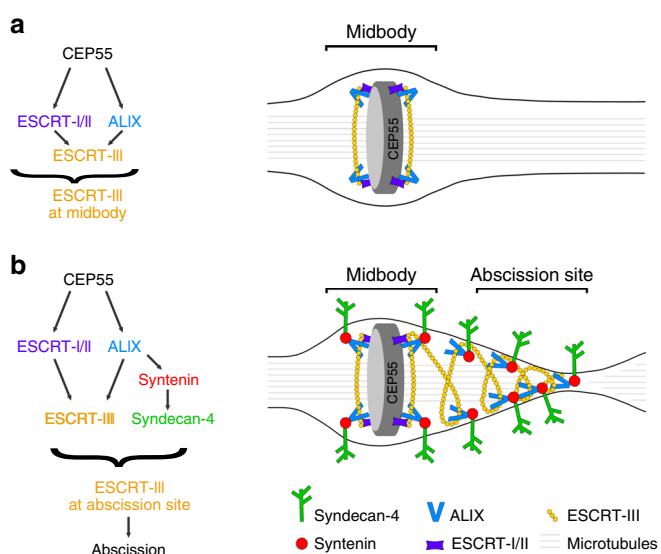 a
CEP55
ESCRT-I/II ALIX
ESCRT-III
ESCRT-III
at midbody
Midbody
CEP55
b
CEP55
ESCRT-I/II ALIX
Syntenin
ESCRT-III Syndecan-4
ESCRT-III
at abscission site
Abscission
Midbody Abscission site
CEP55
Syndecan-4 ALIX ESCRT-III
Syntenin ESCRT-I/II Microtubules